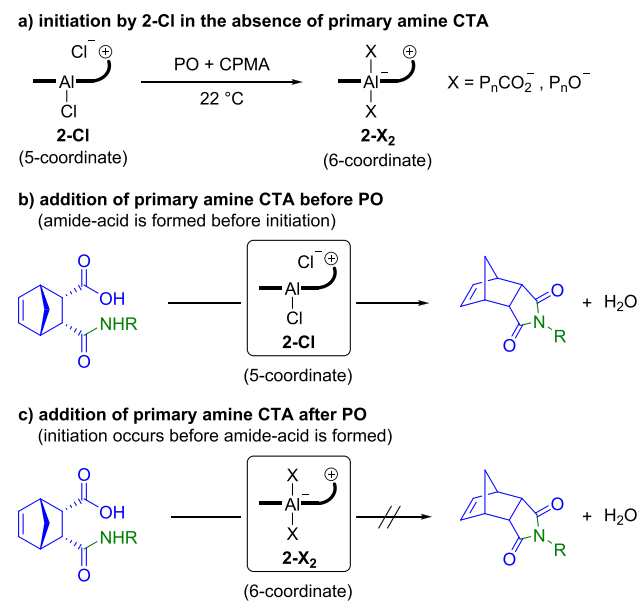 a) initiation by 2-Cl in the absence of primary amine CTA
Cl⁻ ⊕
Al
Cl
2-Cl
(5-coordinate)
PO + CPMA
22 °C
X ⊕
Al⁻
X
2-X₂
(6-coordinate)
X = PₙCO₂⁻ , PₙO⁻
b) addition of primary amine CTA before PO
(amide-acid is formed before initiation)
O
OH
NHR
O
Cl⁻ ⊕
Al
Cl
2-Cl
(5-coordinate)
O
N
R
O
+ H₂O
c) addition of primary amine CTA after PO
(initiation occurs before amide-acid is formed)
O
OH
NHR
O
X ⊕
Al⁻
X
2-X₂
(6-coordinate)
O
N
R
O
+ H₂O